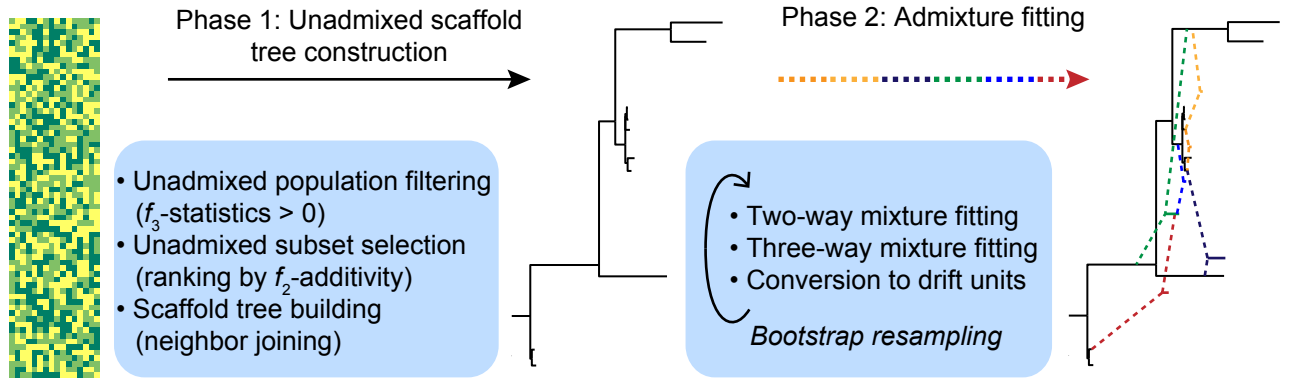 Phase 1: Unadmixed scaffold
tree construction
• Unadmixed population filtering
(f3-statistics > 0)
• Unadmixed subset selection
(ranking by f2-additivity)
• Scaffold tree building
(neighbor joining)
Phase 2: Admixture fitting
• Two-way mixture fitting
• Three-way mixture fitting
• Conversion to drift units
Bootstrap resampling